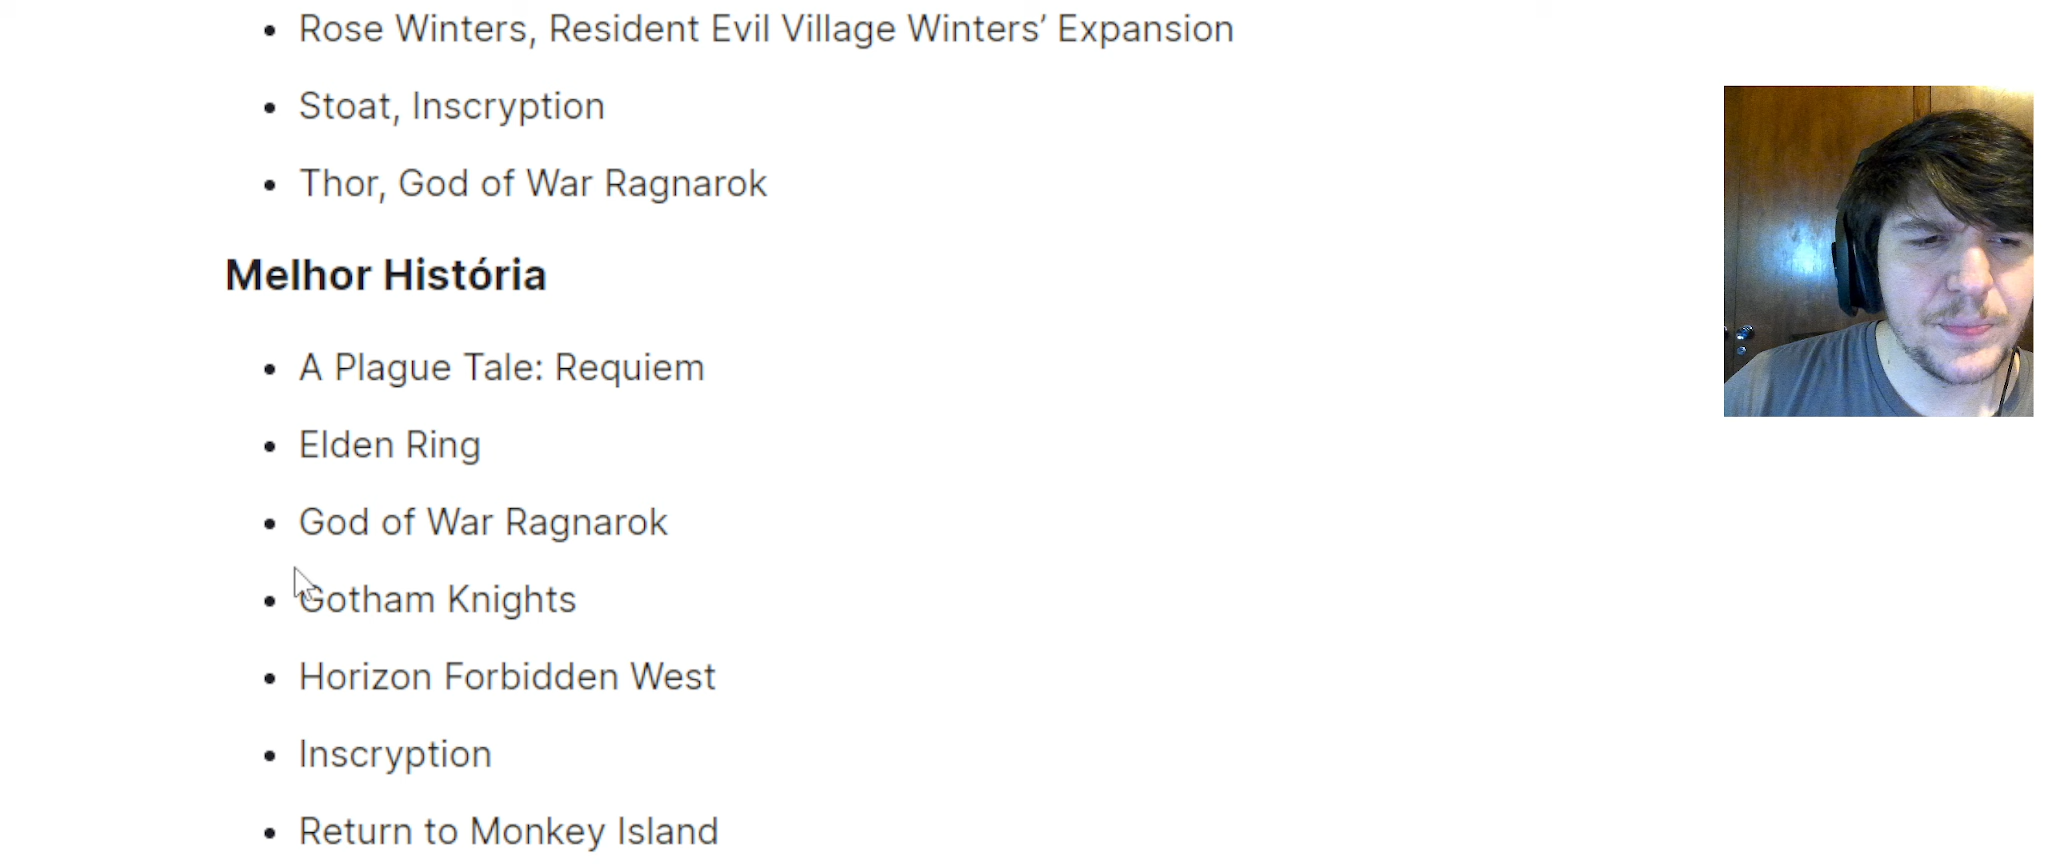 Rose Winters, Resident Evil Village Winters’ Expansion
Stoat, Inscryption
Thor, God of War Ragnarok
Melhor História
A Plague Tale: Requiem
Elden Ring
God of War Ragnarok
Gotham Knights
Horizon Forbidden West
Inscryption
Return to Monkey Island